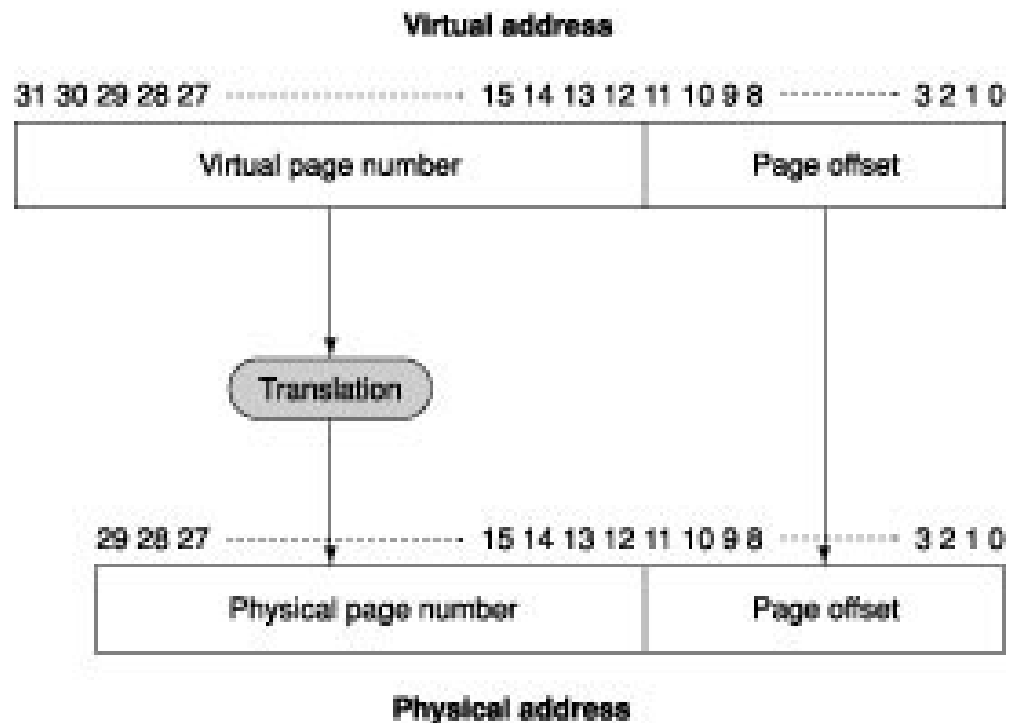 Virtual address
31 30 29 28 27 ---------------------- 15 14 13 12 11 10 9 8 ----------- 3 2 1 0
Virtual page number Page offset
Translation
29 28 27 ---------------------- 15 14 13 12 11 10 9 8 ----------- 3 2 1 0
Physical page number Page offset
Physical address